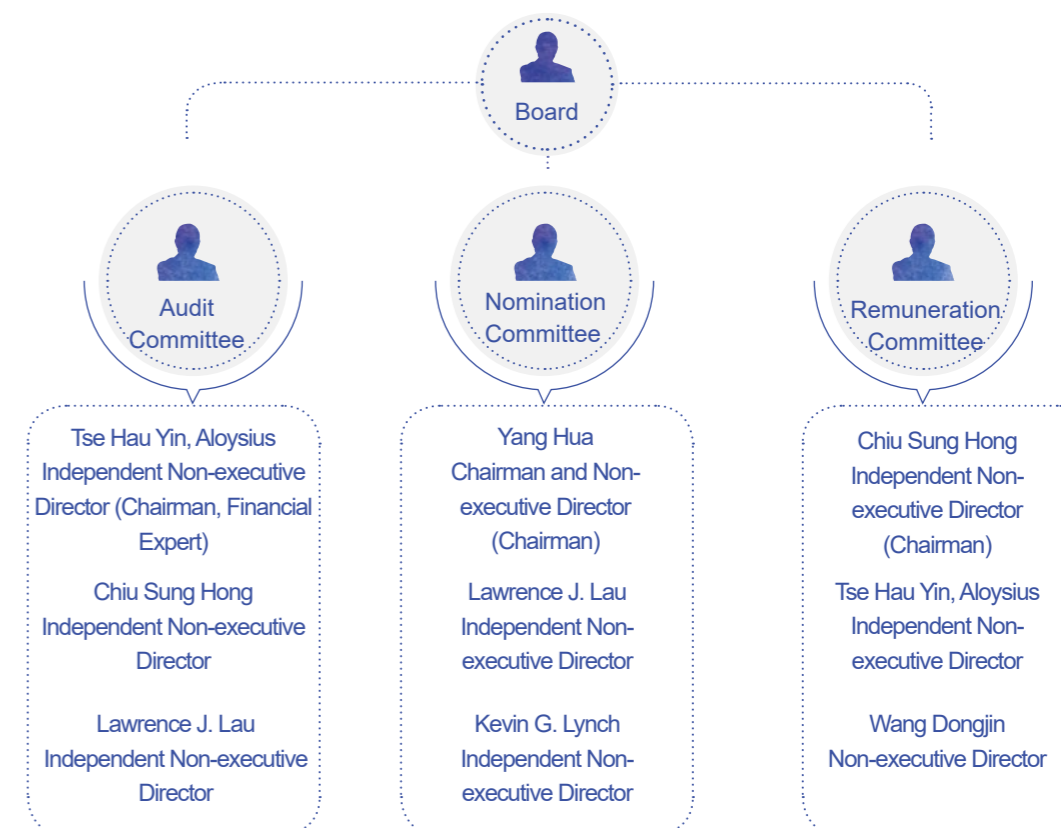 Board
Audit
Committee
Tse Hau Yin, Aloysius
Independent Non-executive
Director (Chairman, Financial
Expert)
Chiu Sung Hong
Independent Non-executive
Director
Lawrence J. Lau
Independent Non-executive
Director
Nomination
Committee
Yang Hua
Chairman and Non-
executive Director
(Chairman)
Lawrence J. Lau
Independent Non-
executive Director
Kevin G. Lynch
Independent Non-
executive Director
Remuneration
Committee
Chiu Sung Hong
Independent Non-
executive Director
(Chairman)
Tse Hau Yin, Aloysius
Independent Non-
executive Director
Wang Dongjin
Non-executive Director